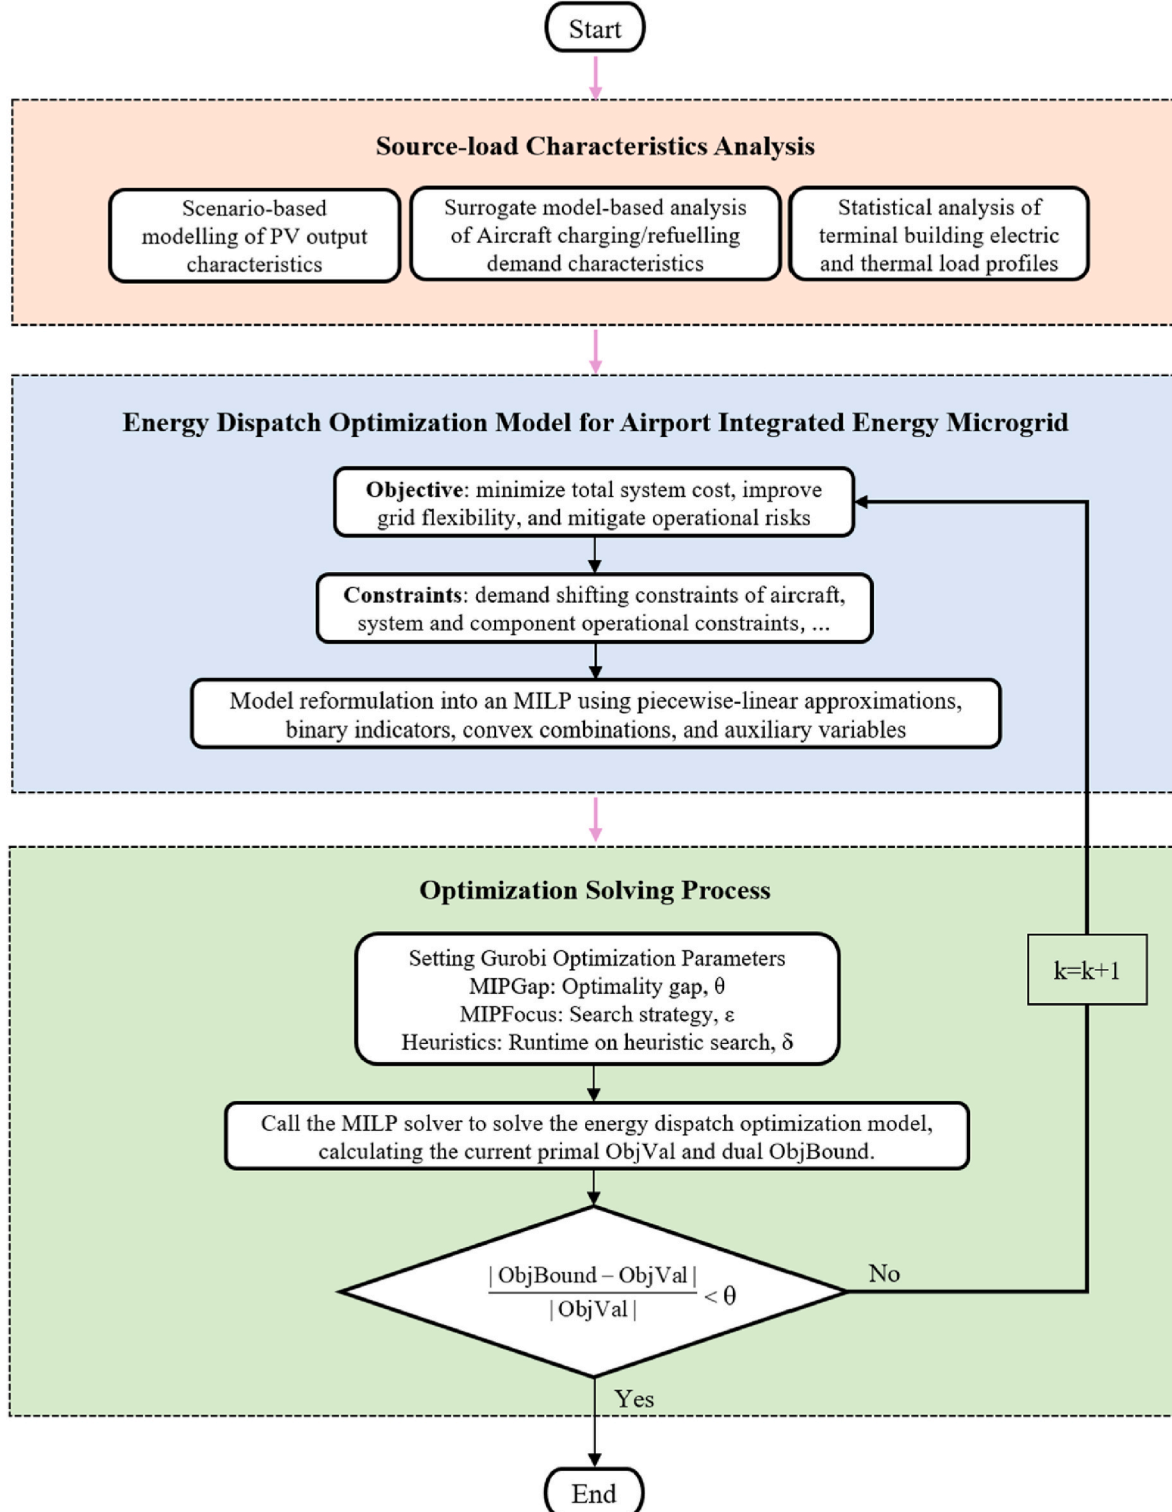 Start
Source-load Characteristics Analysis
Scenario-based
modelling of PV output
characteristics
Surrogate model-based analysis
of Aircraft charging/refuelling
demand characteristics
Statistical analysis of
terminal building electric
and thermal load profiles
Energy Dispatch Optimization Model for Airport Integrated Energy Microgrid
Objective: minimize total system cost, improve
grid flexibility, and mitigate operational risks
Constraints: demand shifting constraints of aircraft,
system and component operational constraints, ...
Model reformulation into an MILP using piecewise-linear approximations,
binary indicators, convex combinations, and auxiliary variables
Optimization Solving Process
Setting Gurobi Optimization Parameters
MIPGap: Optimality gap, θ
MIPFocus: Search strategy, ε
Heuristics: Runtime on heuristic search, δ
k=k+1
Call the MILP solver to solve the energy dispatch optimization model,
calculating the current primal ObjVal and dual ObjBound.
| ObjBound – ObjVal |
| ObjVal |
< θ
No
Yes
End